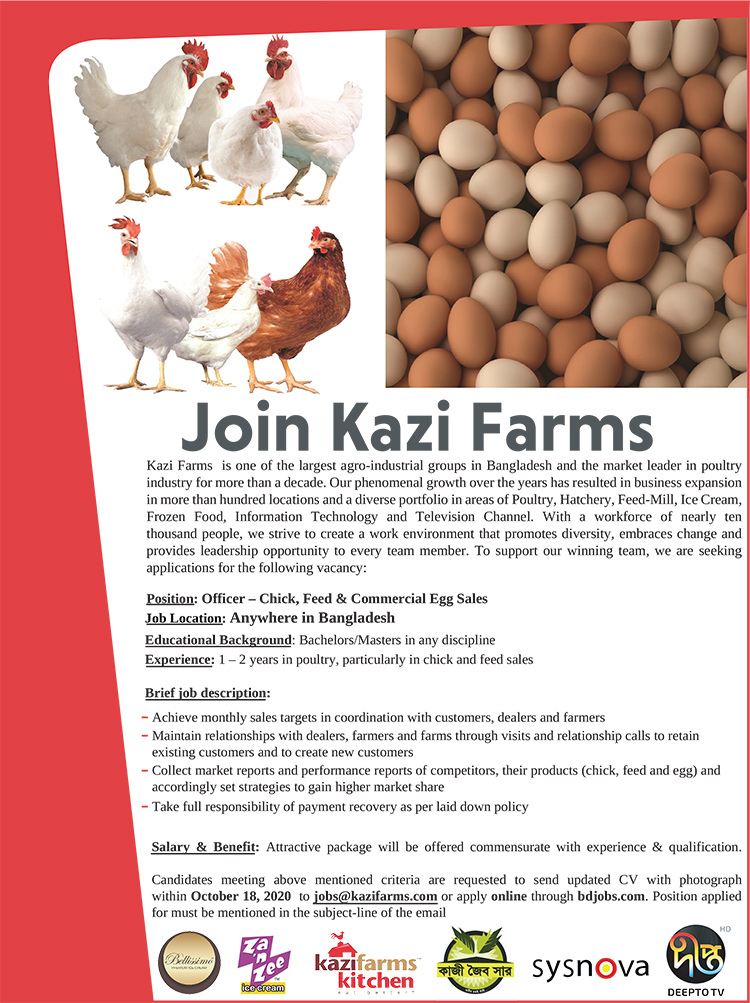 Join Kazi Farms
Kazi Farms is one of the largest agro-industrial groups in Bangladesh and the market leader in poultry
industry for more than a decade. Our phenomenal growth over the years has resulted in business expansion
in more than hundred locations and a diverse portfolio in areas of Poultry, Hatchery, Feed-Mill, Ice Cream,
Frozen Food, Information Technology and Television Channel. With a workforce of nearly ten
thousand people, we strive to create a work environment that promotes diversity, embraces change and
provides leadership opportunity to every team member. To support our winning team, we are seeking
applications for the following vacancy:
Position: Officer – Chick, Feed & Commercial Egg Sales
Job Location: Anywhere in Bangladesh
Educational Background: Bachelors/Masters in any discipline
Experience: 1 – 2 years in poultry, particularly in chick and feed sales
Brief job description:
– Achieve monthly sales targets in coordination with customers, dealers and farmers
– Maintain relationships with dealers, farmers and farms through visits and relationship calls to retain
existing customers and to create new customers
– Collect market reports and performance reports of competitors, their products (chick, feed and egg) and
accordingly set strategies to gain higher market share
– Take full responsibility of payment recovery as per laid down policy
Salary & Benefit: Attractive package will be offered commensurate with experience & qualification.
Candidates meeting above mentioned criteria are requested to send updated CV with photograph
within October 18, 2020 to jobs@kazifarms.com or apply online through bdjobs.com. Position applied
for must be mentioned in the subject-line of the email
Bellissimó
PREMIUM ICE CREAM
Za
n
Zee
ice cream
kazifarms
kitchen
eat better
কাজী জৈব সার
sysnova
HD
দীপ্ত
DEEPTO TV